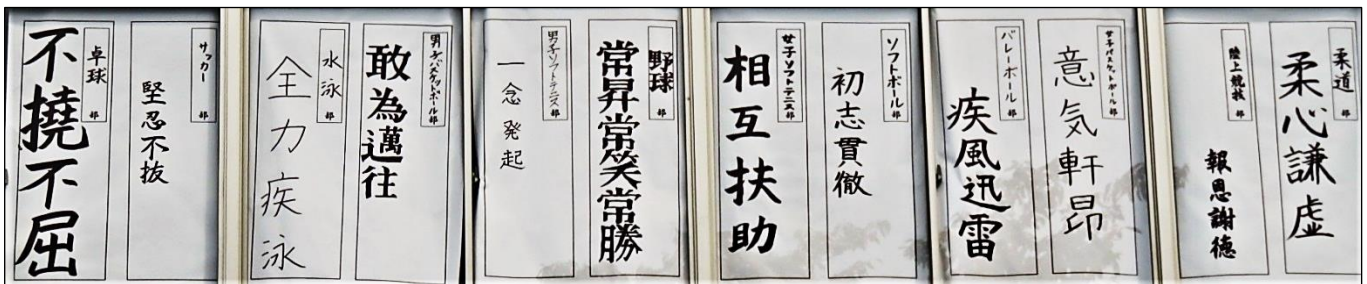 柔道部
柔心謙虚
陸上競技部
報恩謝徳
女子バスケットボール部
意気軒昂
バレーボール部
疾風迅雷
ソフトボール部
初志貫徹
女子ソフトテニス部
相互扶助
野球部
常昇常笑常勝
男子ソフトテニス部
一念発起
男子バスケットボール部
敢為邁往
水泳部
全力疾泳
サッカー部
堅忍不抜
卓球部
不撓不屈